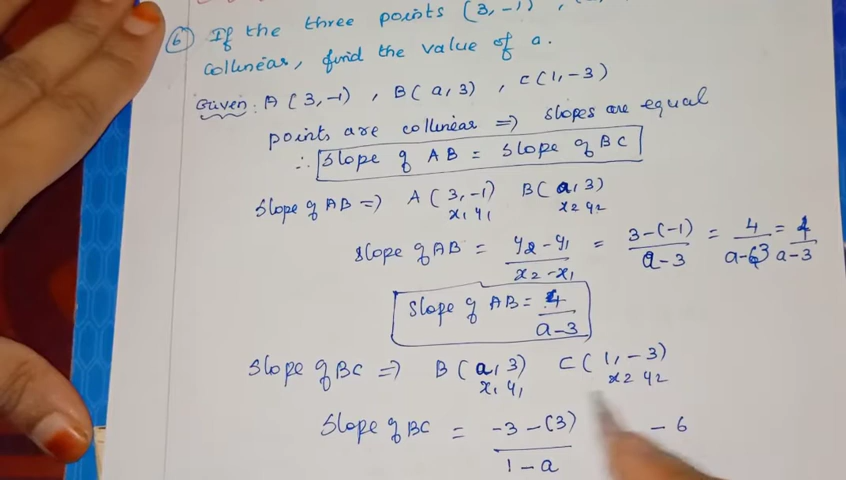 6 If the three points (3, -1), (
collinear, find the value of a.
Given: A (3, -1) , B( a, 3) , C (1, -3)
points are collinear => slopes are equal
∴ Slope of AB = Slope of BC
Slope of AB => A (3, -1) B( a, 3)
x1 y1 x2 y2
Slope of AB = y2 - y1 / x2 - x1 = 3-(-1) / a-3 = 4 / a-3 = 4 / a-3
Slope of AB = 4 / a-3
Slope of BC => B (a, 3) C ( 1, -3)
x1 y1 x2 y2
Slope of BC = -3 - (3) / 1 - a - 6